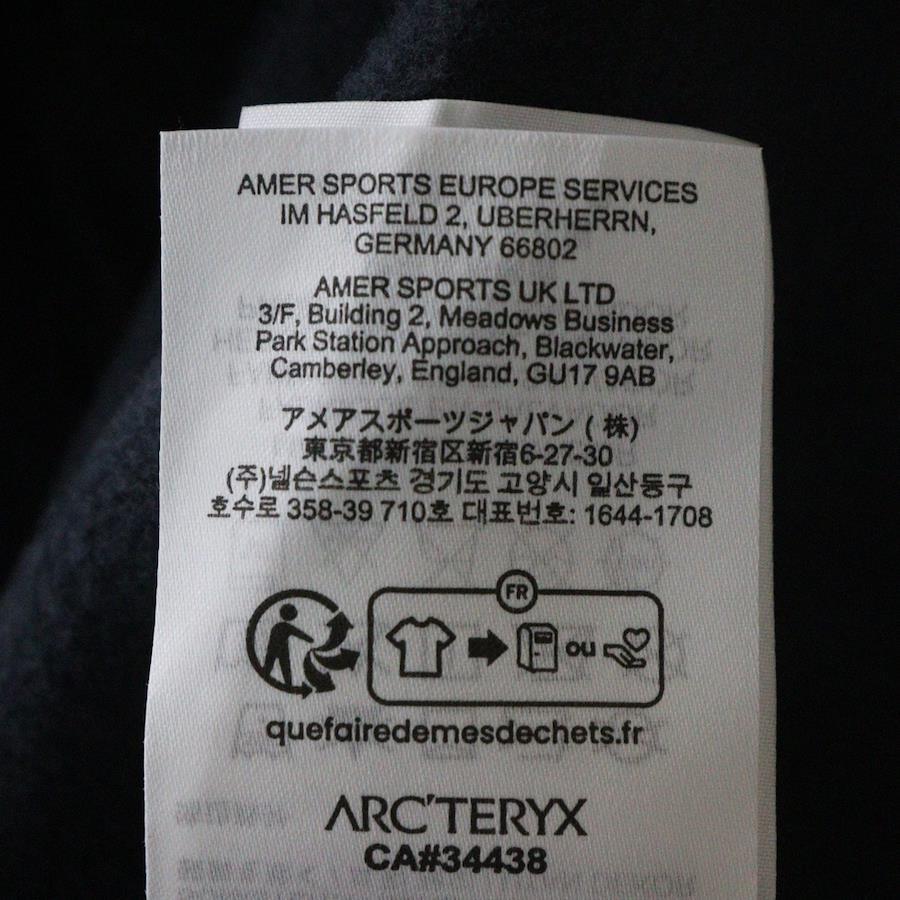 AMER SPORTS EUROPE SERVICES
IM HASFELD 2, UBERHERRN,
GERMANY 66802
AMER SPORTS UK LTD
3/F, Building 2, Meadows Business
Park Station Approach, Blackwater,
Camberley, England, GU17 9AB
アメアスポーツジャパン ( 株)
東京都新宿区新宿6-27-30
(주)넬슨스포츠 경기도 고양시 일산동구
호수로 358-39 710호 대표번호: 1644-1708
FR
ou
quefairedemesdechets.fr
ARC'TERYX
CA#34438